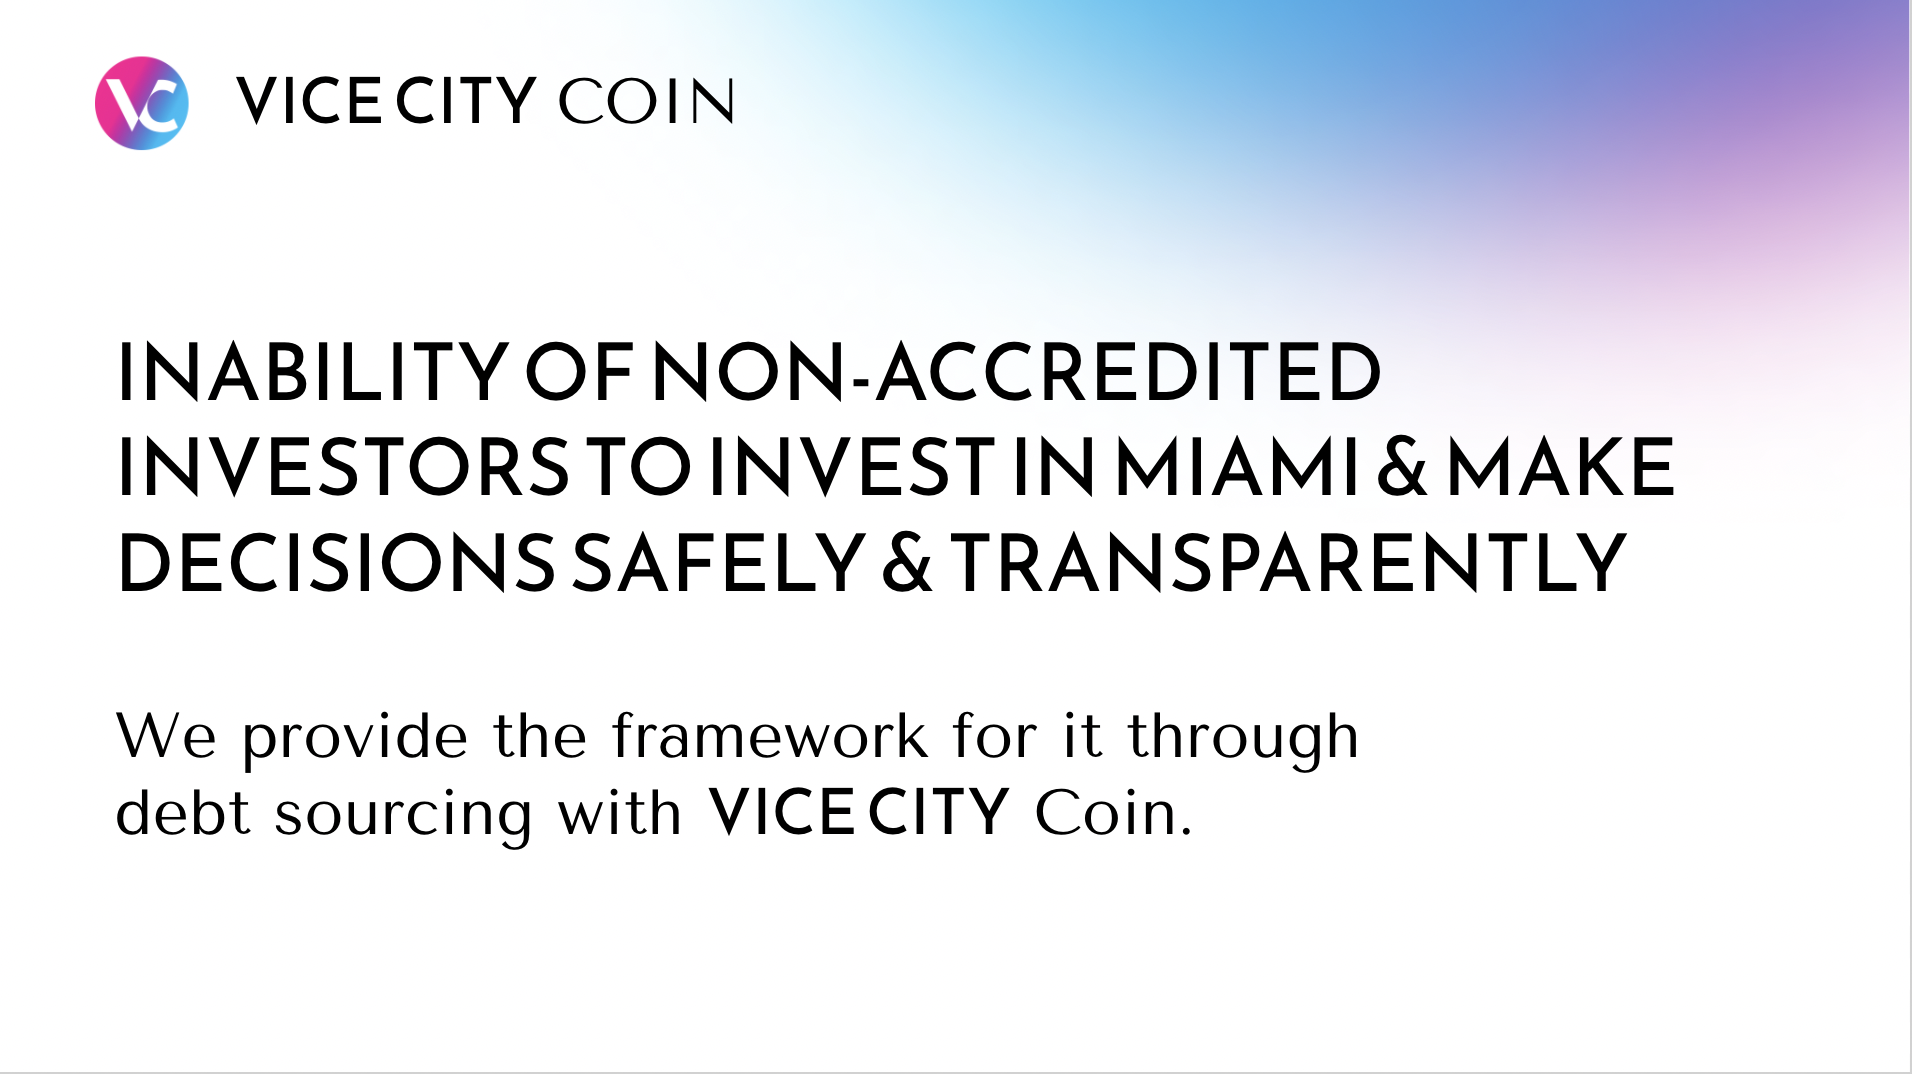 VC VICE CITY COIN
INABILITY OF NON-ACCREDITED
INVESTORS TO INVEST IN MIAMI & MAKE
DECISIONS SAFELY & TRANSPARENTLY
We provide the framework for it through
debt sourcing with VICE CITY Coin.